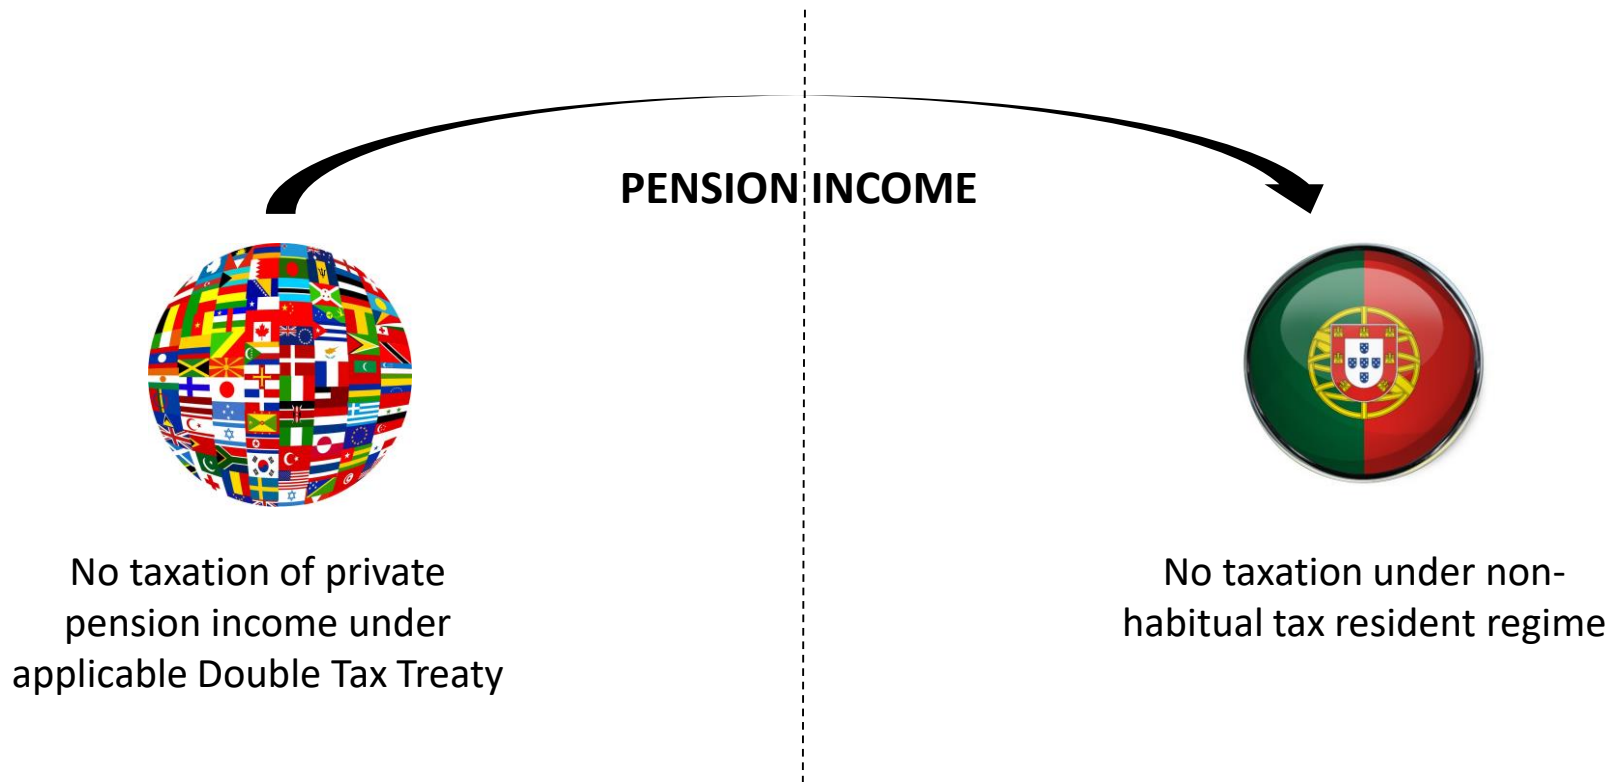 PENSION INCOME
No taxation of private
pension income under
applicable Double Tax Treaty
No taxation under non-
habitual tax resident regime